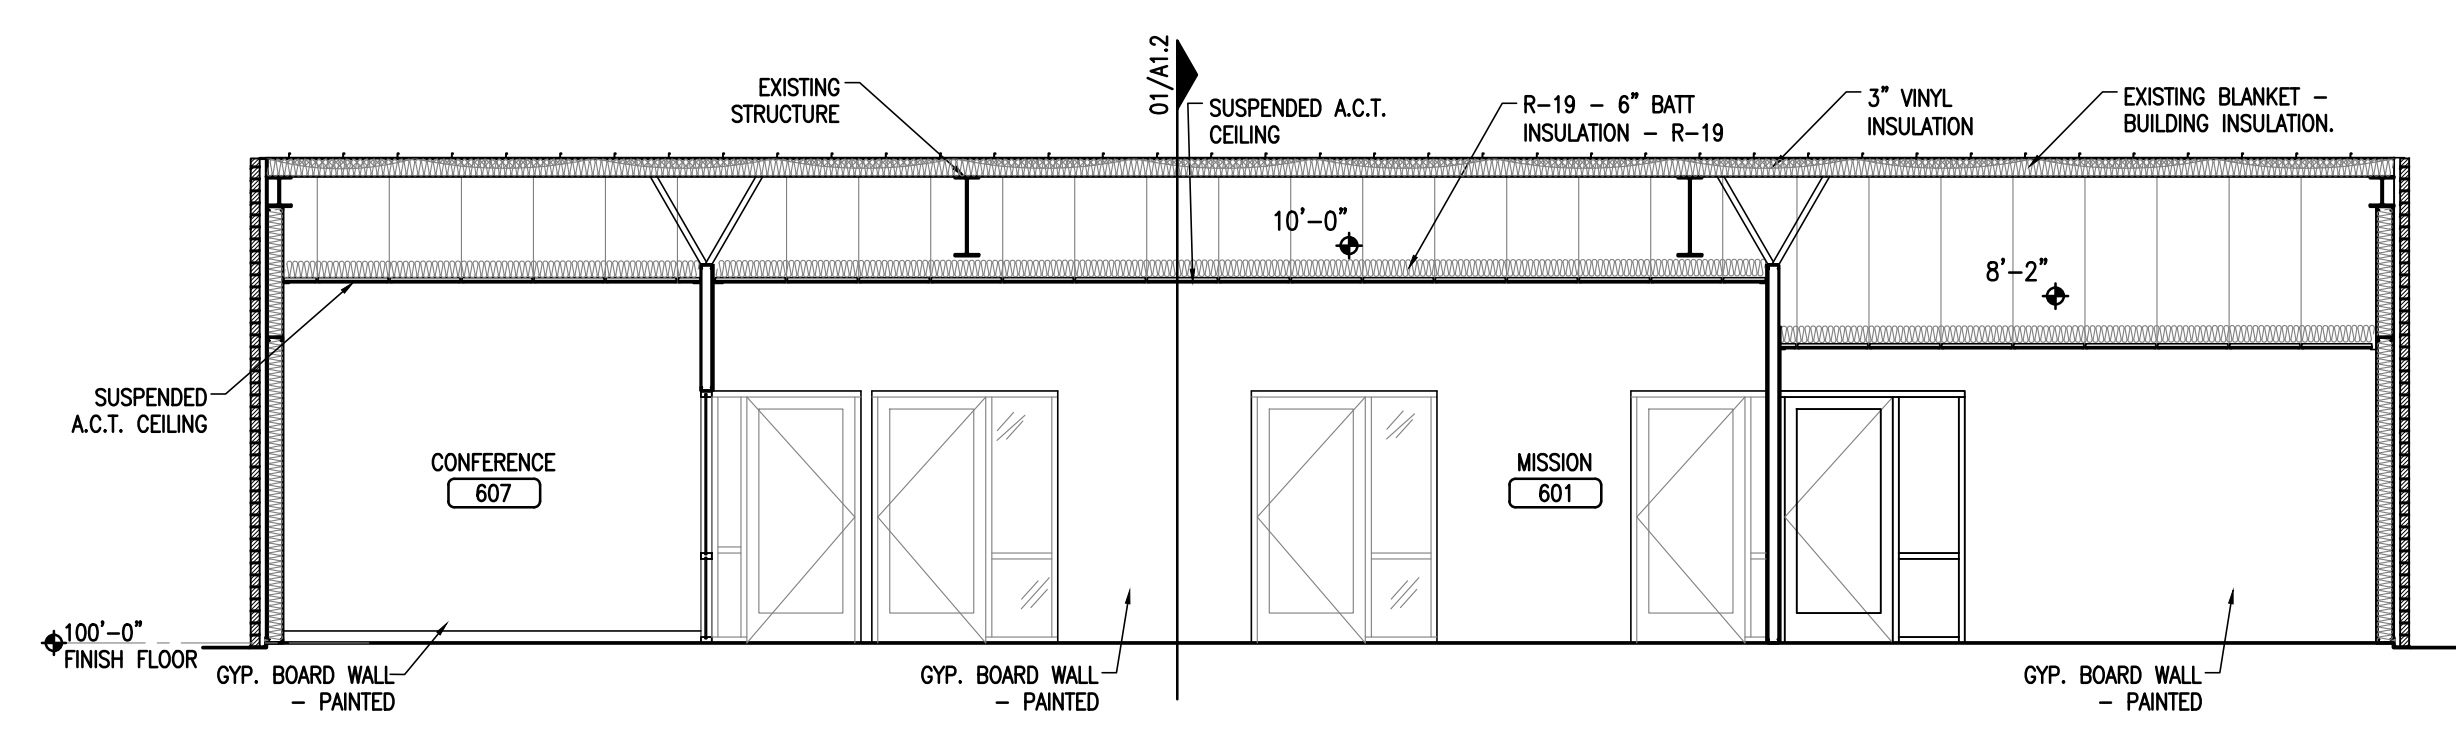 01/A1.2
EXISTING
STRUCTURE
SUSPENDED A.C.T.
CEILING
R-19 - 6" BATT
INSULATION - R-19
3" VINYL
INSULATION
EXISTING BLANKET -
BUILDING INSULATION.
10'-0"
8'-2"
SUSPENDED
A.C.T. CEILING
CONFERENCE
607
MISSION
601
100'-0"
FINISH FLOOR
GYP. BOARD WALL
- PAINTED
GYP. BOARD WALL
- PAINTED
GYP. BOARD WALL
- PAINTED